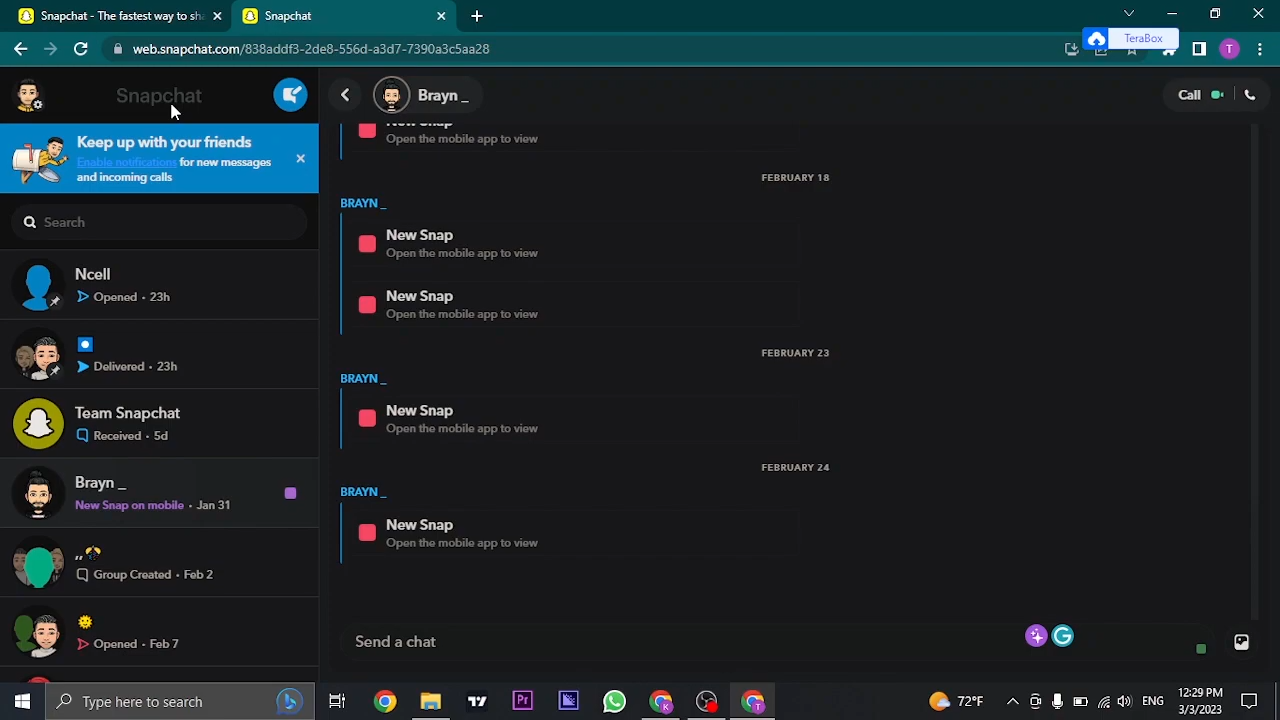 Snapchat - The fastest way to sha
Snapchat
TeraBox
web.snapchat.com/838addf3-2de8-556d-a3d7-7390a3c5aa28
T
Snapchat
Keep up with your friends
Enable notifications for new messages
and incoming calls
Search
Ncell
Opened · 23h
Delivered · 23h
Team Snapchat
Received · 5d
Brayn _
New Snap on mobile · Jan 31
,,
Group Created · Feb 2
Opened · Feb 7
Brayn _
Call
New Snap
Open the mobile app to view
FEBRUARY 18
BRAYN _
New Snap
Open the mobile app to view
New Snap
Open the mobile app to view
FEBRUARY 23
BRAYN _
New Snap
Open the mobile app to view
FEBRUARY 24
BRAYN _
New Snap
Open the mobile app to view
Send a chat
Type here to search
Pr
K
T
72°F
ENG
12:29 PM
3/3/2023